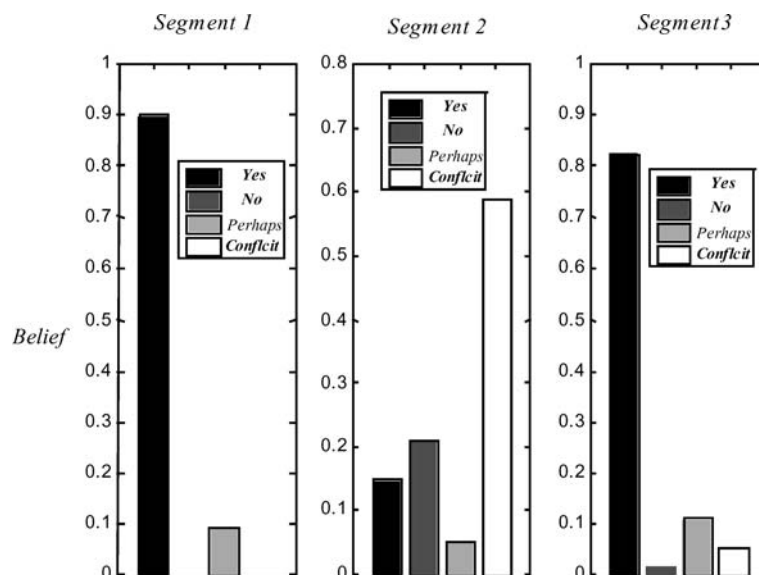 Segment 1
1
0.9
0.8
0.7
0.6
0.5
0.4
0.3
0.2
0.1
0
Yes
No
Perhaps
Conflcit
Belief
Segment 2
0.8
0.7
0.6
0.5
0.4
0.3
0.2
0.1
0
Yes
No
Perhaps
Conflcit
Segment3
1
0.9
0.8
0.7
0.6
0.5
0.4
0.3
0.2
0.1
0
Yes
No
Perhaps
Conflcit